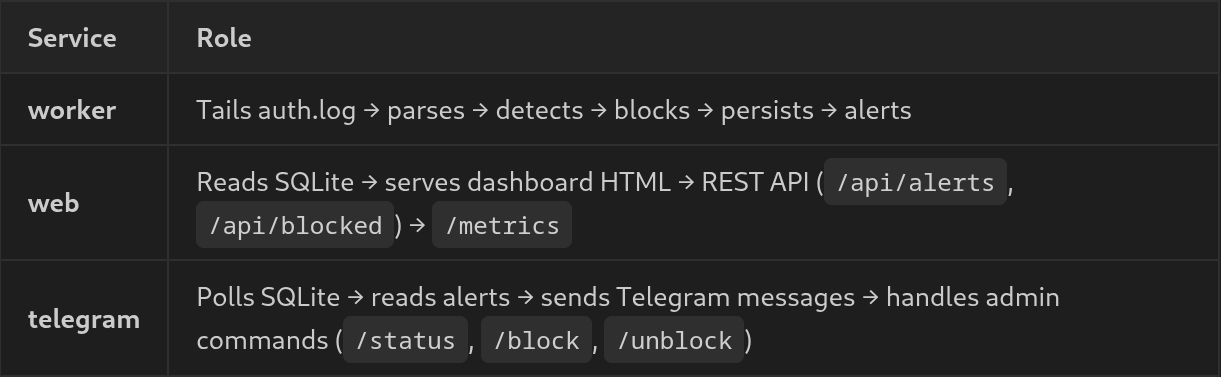 Service Role
worker Tails auth.log → parses → detects → blocks → persists → alerts
web Reads SQLite → serves dashboard HTML → REST API ( /api/alerts ,
/api/blocked ) → /metrics
telegram Polls SQLite → reads alerts → sends Telegram messages → handles admin
commands ( /status , /block , /unblock )